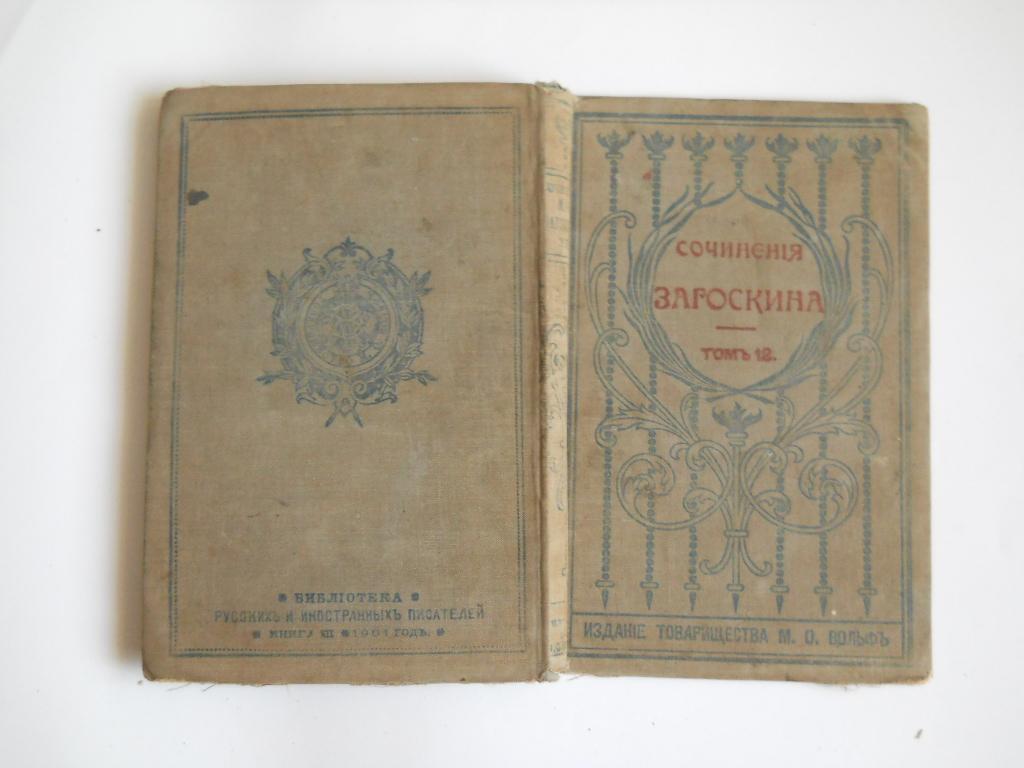 СОЧИНЕНІЯ
ЗАГОСКИНА
ТОМЪ 12.
ИЗДАНІЕ ТОВАРИЩЕСТВА М. О. ВОЛЬФЪ
БИБЛІОТЕКА
РУССКИХЪ И ИНОСТРАННЫХЪ ПИСАТЕЛЕЙ
КНИГА XII 1901 ГОДЪ.